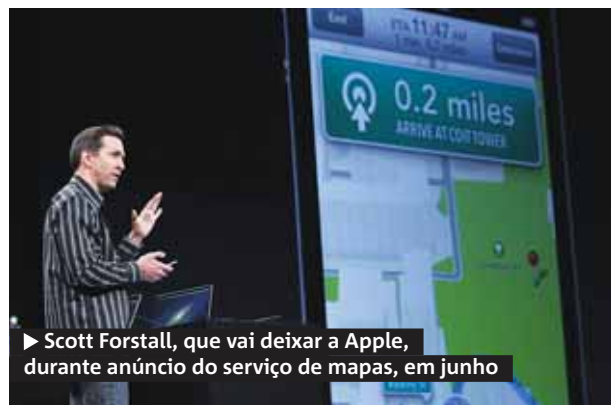 End
ETA 11:47 AM
0.2 miles
ARRIVE AT COIT TOWER
▶ Scott Forstall, que vai deixar a Apple,
durante anúncio do serviço de mapas, em junho